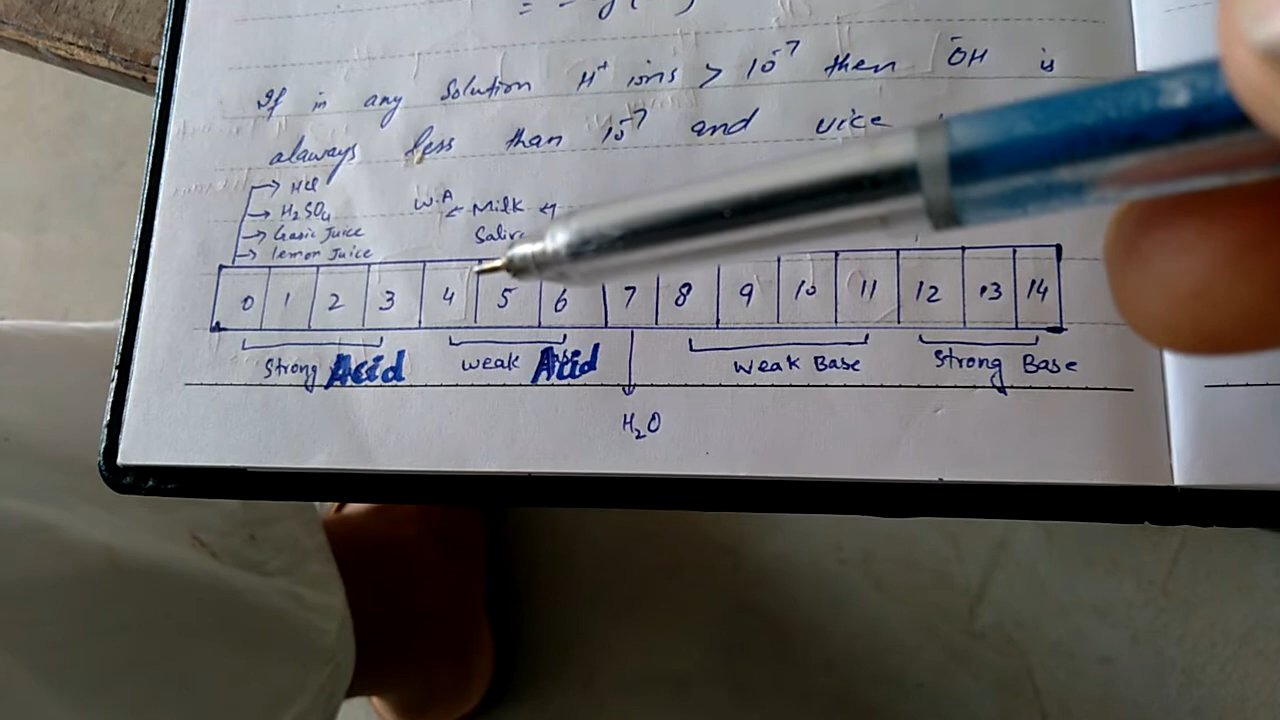 If in any Solution H⁺ ions > 10⁻⁷ then ŌH is
alaways less than 10⁻⁷ and vice
→ HCl
→ H₂SO₄
→ Gasic Juice
→ lemon Juice
W.A ← Milk
0 1 2 3 4 5 6 7 8 9 10 11 12 13 14
Strong Acid weak Acid weak Base Strong Base
H₂O